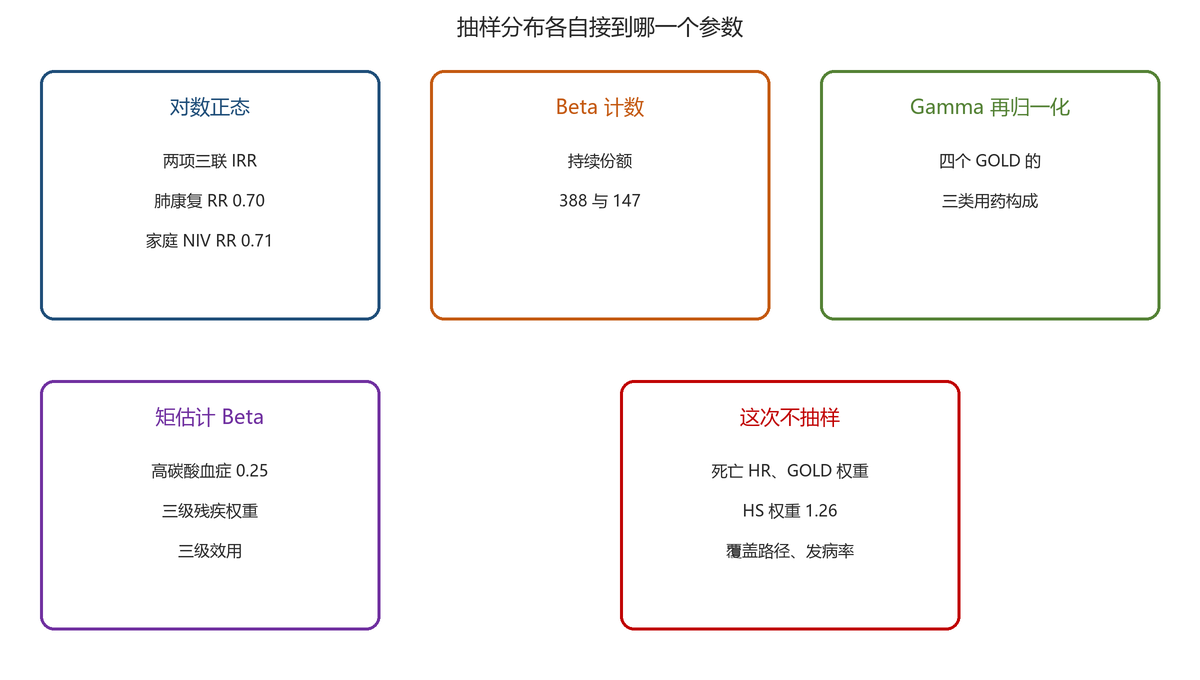 抽样分布各自接到哪一个参数
对数正态
两项三联 IRR
肺康复 RR 0.70
家庭 NIV RR 0.71
Beta 计数
持续份额
388 与 147
Gamma 再归一化
四个 GOLD 的
三类用药构成
矩估计 Beta
高碳酸血症 0.25
三级残疾权重
三级效用
这次不抽样
死亡 HR、GOLD 权重
HS 权重 1.26
覆盖路径、发病率